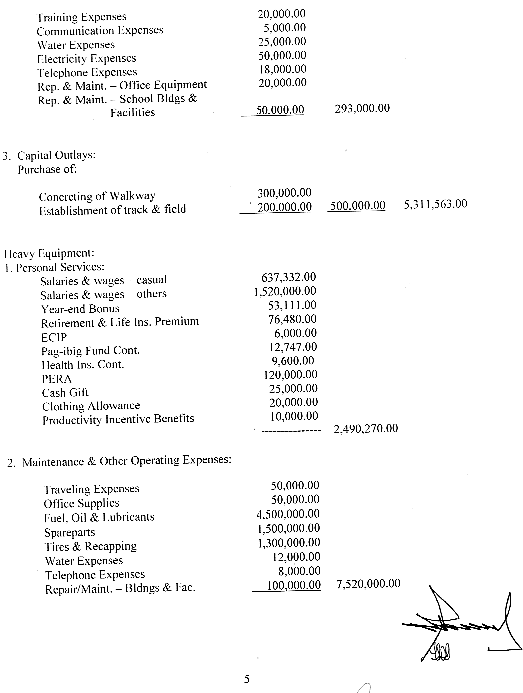 Training Expenses 20,000.00
Communication Expenses 5,000.00
Water Expenses 25,000.00
Electricity Expenses 50,000.00
Telephone Expenses 18,000.00
Rep. & Maint. – Office Equipment 20,000.00
Rep. & Maint. – School Bldgs &
Facilities 50,000.00 293,000.00
3. Capital Outlays:
Purchase of:
Concreting of Walkway 300,000.00
Establishment of track & field 200,000.00 500,000.00 5,311,563.00
Heavy Equipment:
1. Personal Services:
Salaries & wages casual 637,332.00
Salaries & wages others 1,520,000.00
Year-end Bonus 53,111.00
Retirement & Life Ins. Premium 76,480.00
ECIP 6,000.00
Pag-ibig Fund Cont. 12,747.00
Health Ins. Cont. 9,600.00
PERA 120,000.00
Cash Gift 25,000.00
Clothing Allowance 20,000.00
Productivity Incentive Benefits 10,000.00
--------------- 2,490,270.00
2. Maintenance & Other Operating Expenses:
Traveling Expenses 50,000.00
Office Supplies 50,000.00
Fuel, Oil & Lubricants 4,500,000.00
Spareparts 1,500,000.00
Tires & Recapping 1,300,000.00
Water Expenses 12,000.00
Telephone Expenses 8,000.00
Repair/Maint. – Bldngs & Fac. 100,000.00 7,520,000.00
5